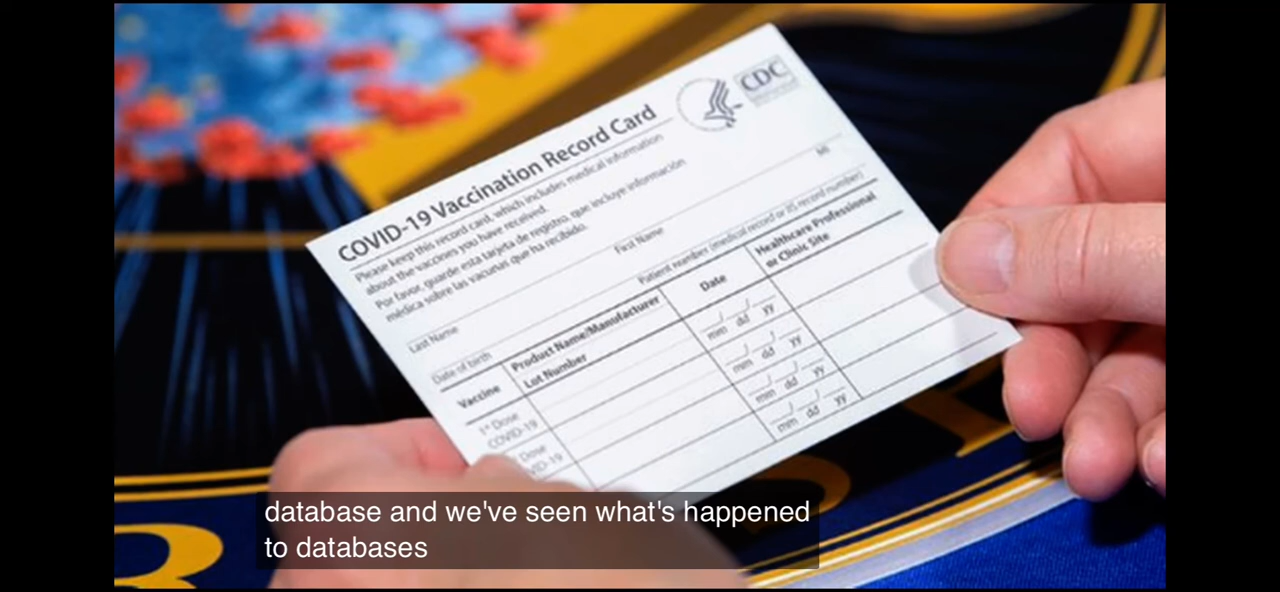 CDC
COVID-19 Vaccination Record Card
Please keep this record card, which includes medical information
about the vaccines you have received.
Por favor, guarde esta tarjeta de registro, que incluye información
médica sobre las vacunas que ha recibido.
Last Name First Name MI
Date of birth Patient number (medical record or IIS record number)
Vaccine Product Name/Manufacturer Date Healthcare Professional
Lot Number or Clinic Site
1st Dose
COVID-19
mm dd yy
Dose
mm dd yy
mm dd yy
mm dd yy
database and we've seen what's happened
to databases